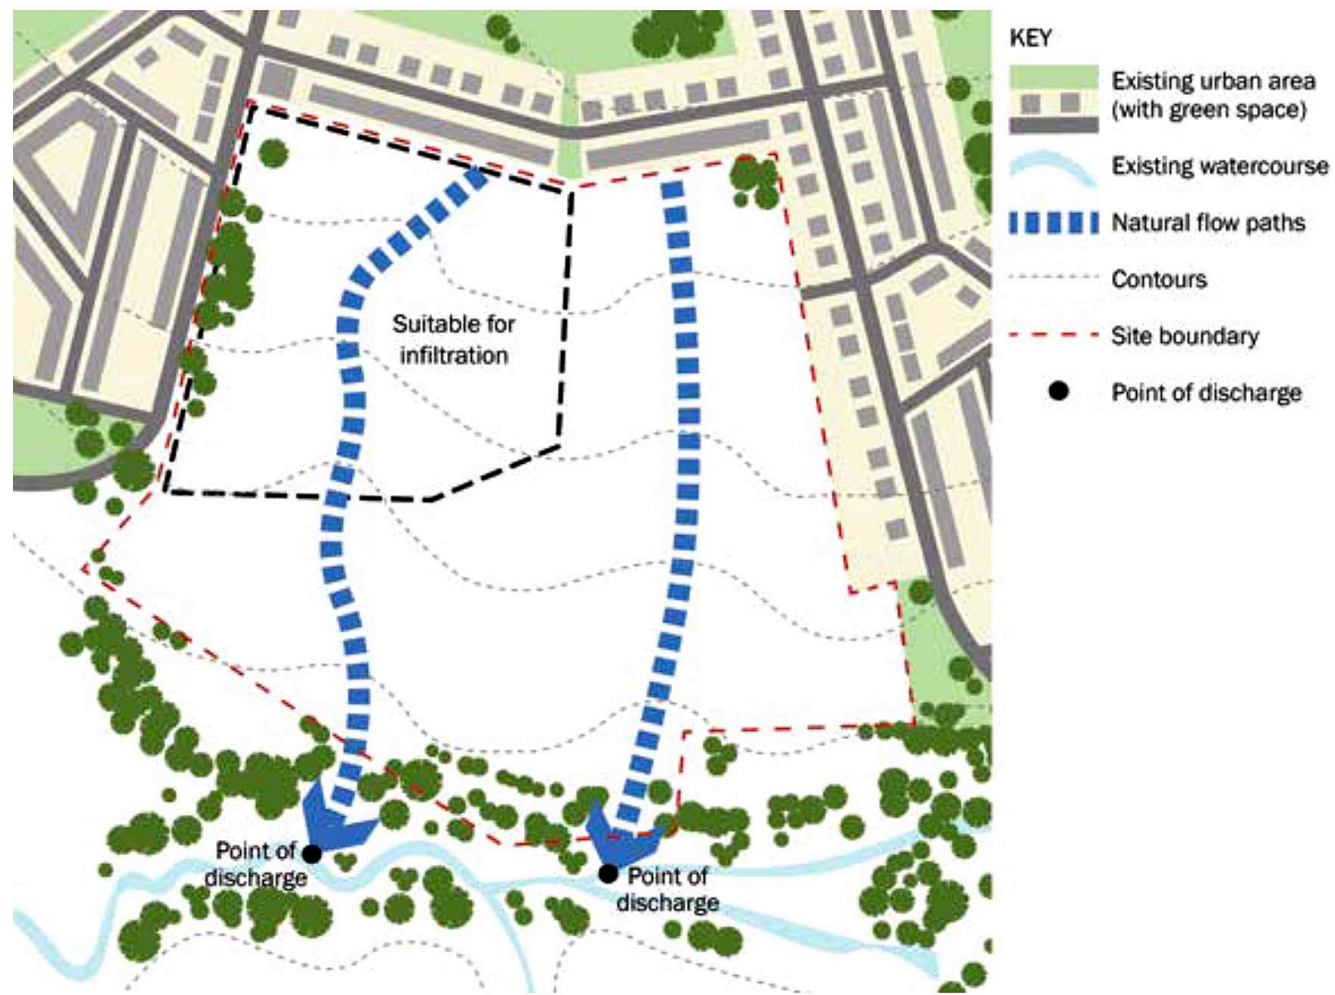 KEY
Existing urban area
(with green space)
Existing watercourse
Natural flow paths
Contours
Site boundary
Point of discharge
Suitable for
infiltration
Point of
discharge
Point of
discharge